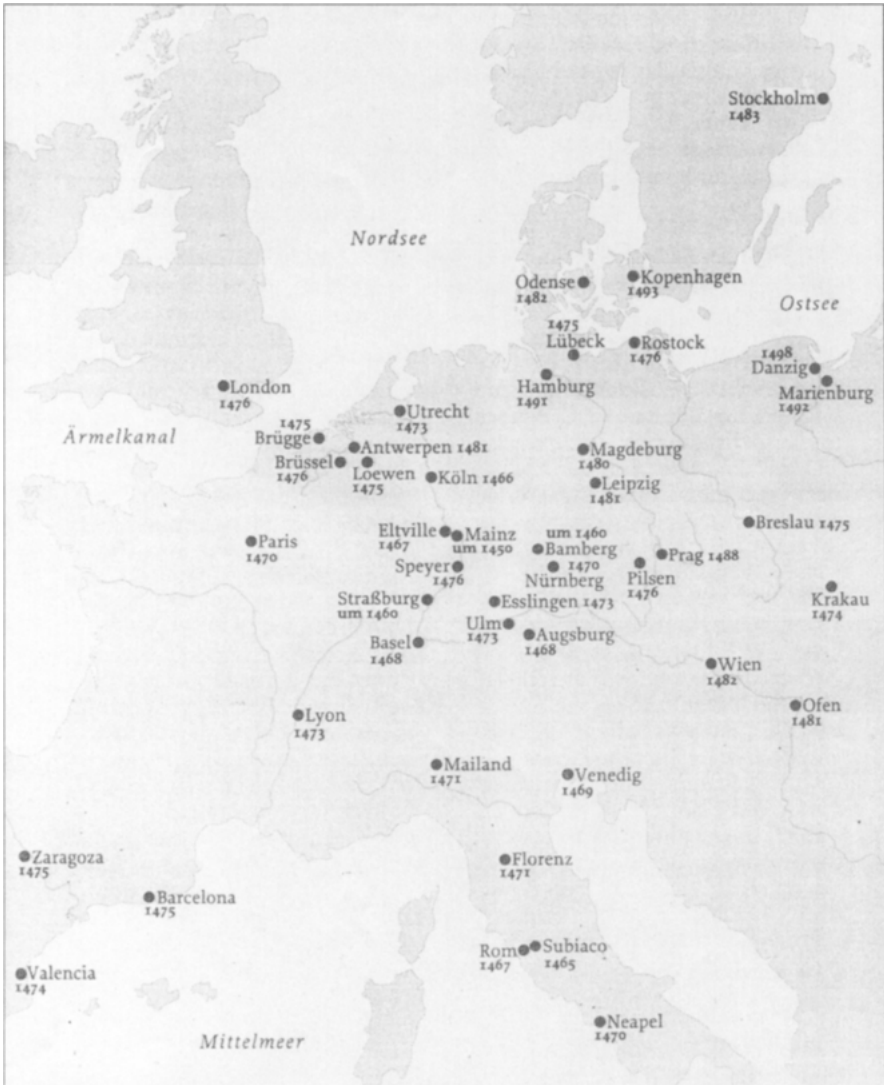 Stockholm
1483
Nordsee
Odense
1482
Kopenhagen
1493
Ostsee
1475
Lübeck
Rostock
1476
1498
Danzig
Hamburg
1491
Marienburg
1492
London
1476
Utrecht
1473
Ärmelkanal
1475
Brügge
Antwerpen 1481
Brüssel
1476
Loewen
1475
Köln 1466
Magdeburg
1480
Leipzig
1481
Breslau 1475
Paris
1470
Eltville
1467
Mainz
um 1450
um 1460
Bamberg
1470
Nürnberg
Prag 1488
Pilsen
1476
Speyer
1476
Krakau
1474
Straßburg
um 1460
Esslingen 1473
Ulm
1473
Augsburg
1468
Basel
1468
Wien
1482
Ofen
1481
Lyon
1473
Mailand
1471
Venedig
1469
Zaragoza
1475
Florenz
1471
Barcelona
1475
Rom
1467
Subiaco
1465
Valencia
1474
Neapel
1470
Mittelmeer